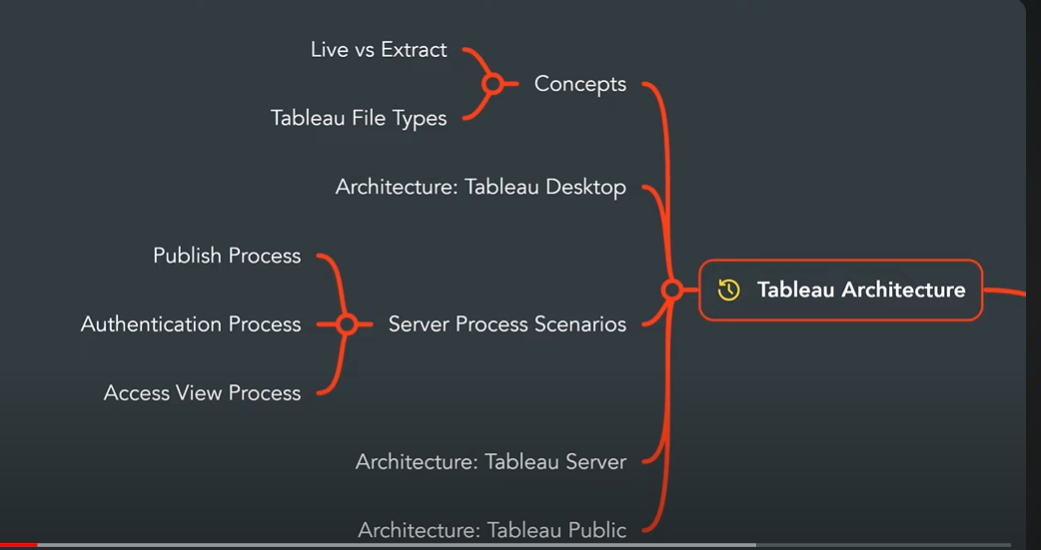 Live vs Extract
Concepts
Tableau File Types
Architecture: Tableau Desktop
Publish Process
Tableau Architecture
Authentication Process
Server Process Scenarios
Access View Process
Architecture: Tableau Server
Architecture: Tableau Public